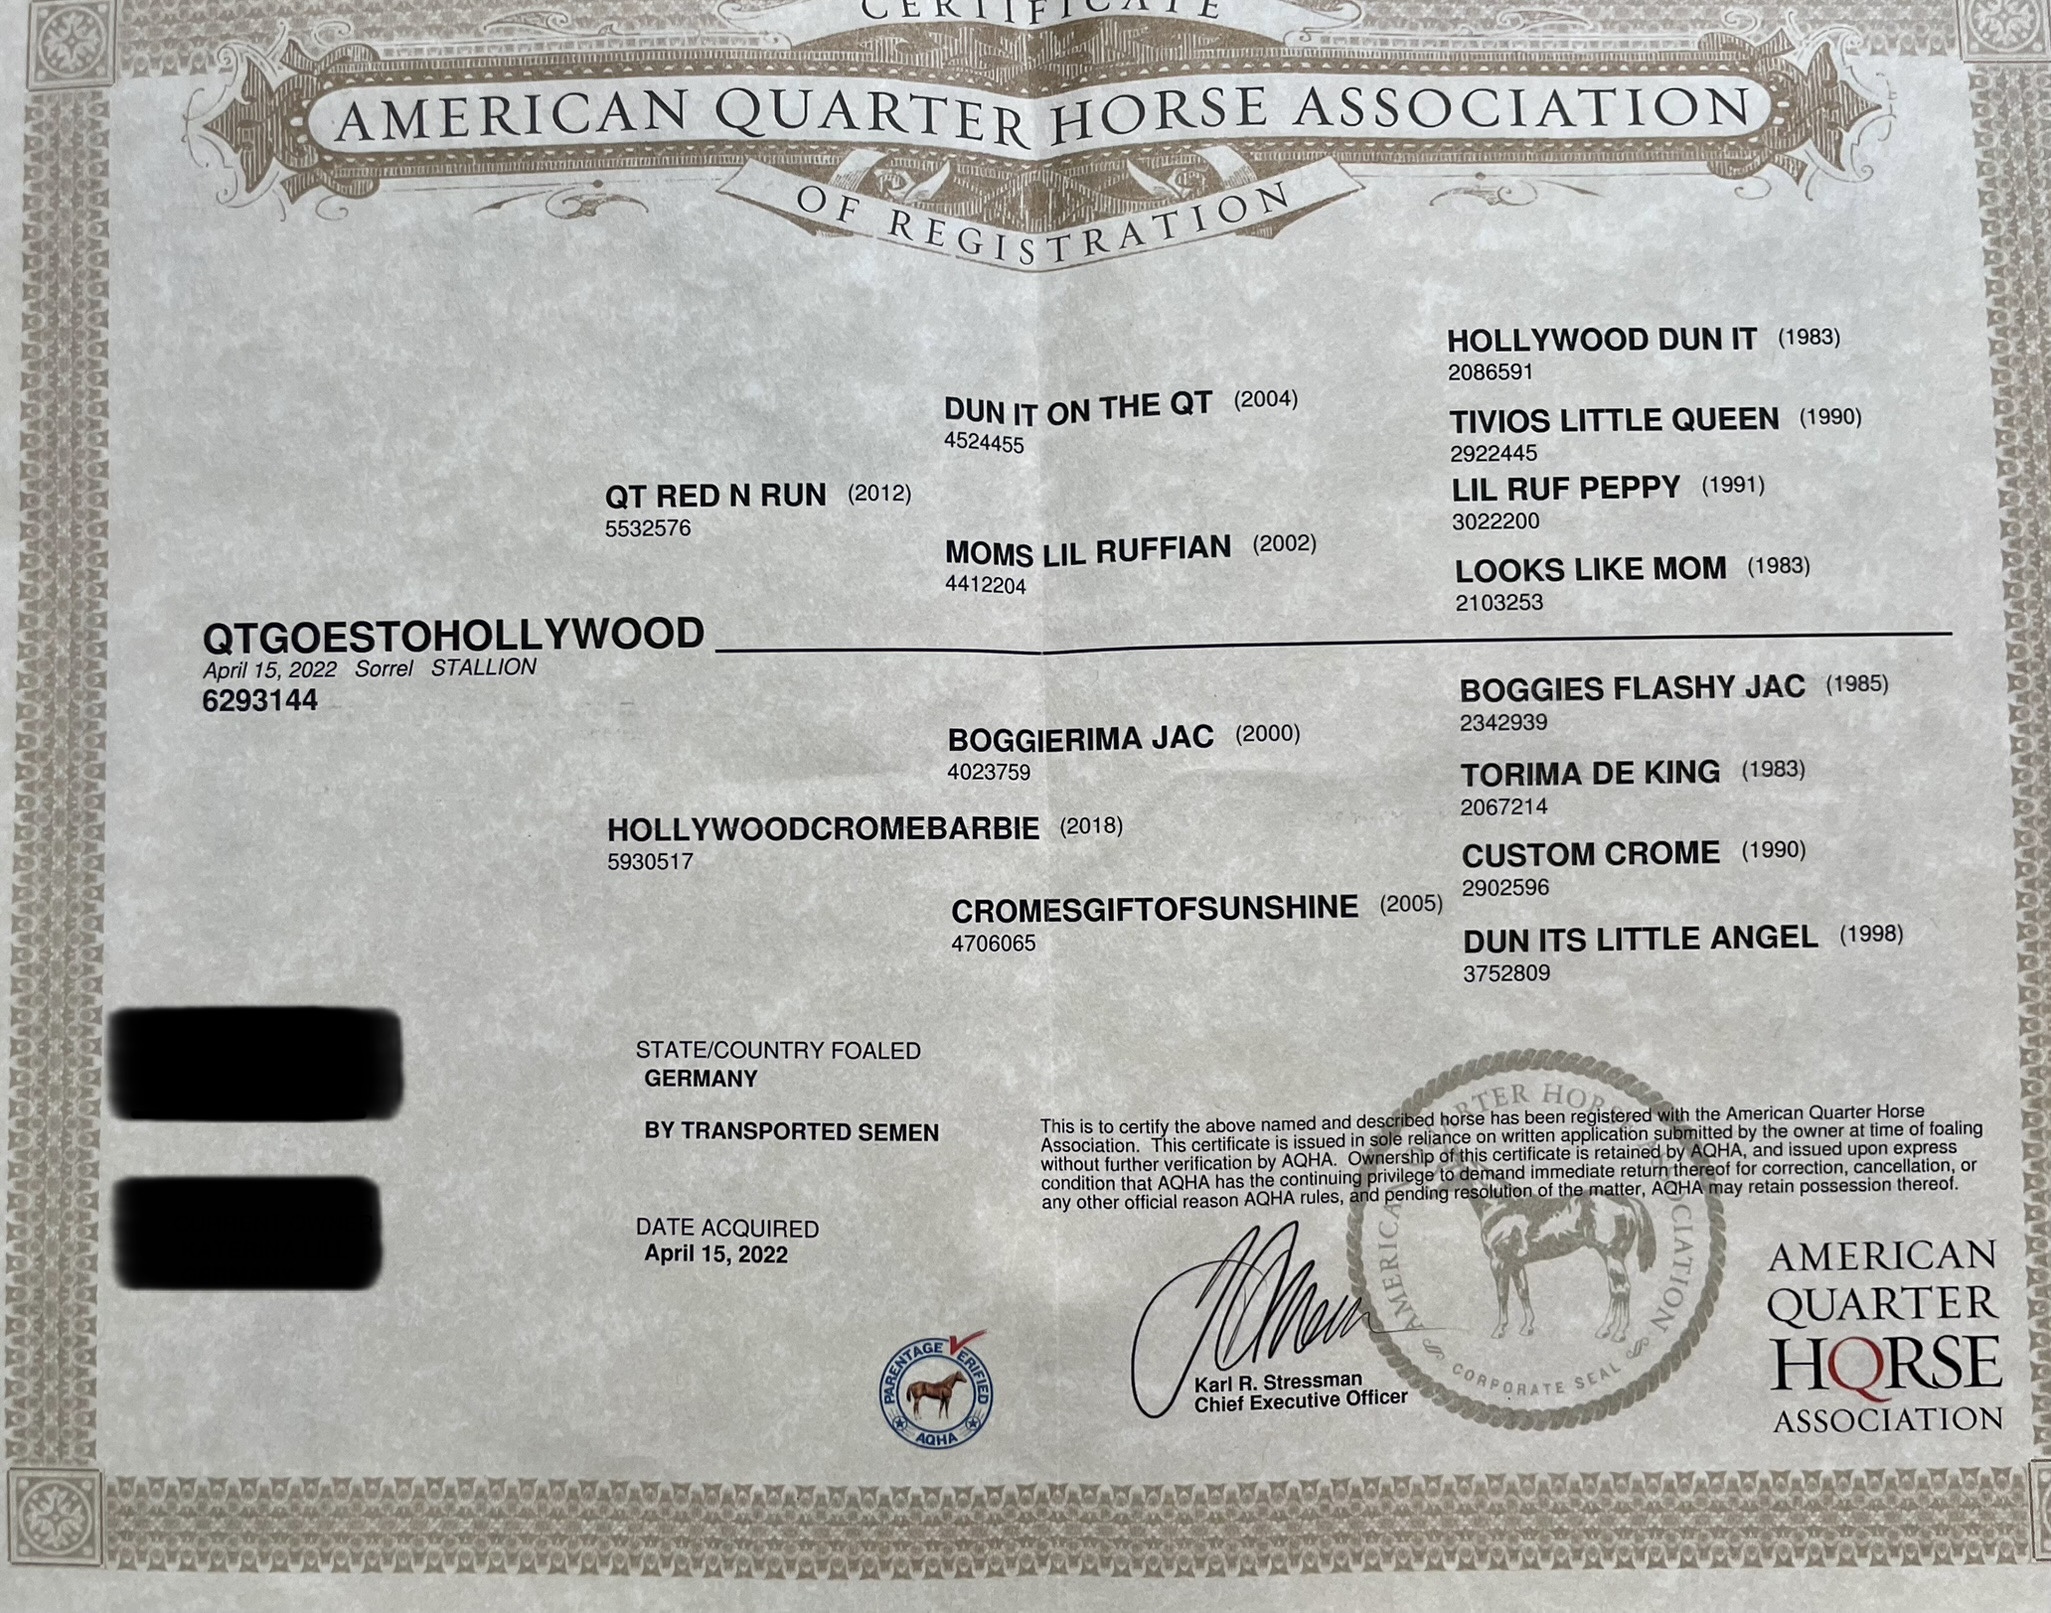 CERTIFICATE
AMERICAN QUARTER HORSE ASSOCIATION
OF REGISTRATION
HOLLYWOOD DUN IT (1983)
2086591
DUN IT ON THE QT (2004)
4524455
TIVIOS LITTLE QUEEN (1990)
2922445
QT RED N RUN (2012)
5532576
LIL RUF PEPPY (1991)
3022200
MOMS LIL RUFFIAN (2002)
4412204
LOOKS LIKE MOM (1983)
2103253
QTGOESTOHOLLYWOOD
April 15, 2022 Sorrel STALLION
6293144
BOGGIES FLASHY JAC (1985)
2342939
BOGGIERIMA JAC (2000)
4023759
TORIMA DE KING (1983)
2067214
HOLLYWOODCROMEBARBIE (2018)
5930517
CUSTOM CROME (1990)
2902596
CROMESGIFTOFSUNSHINE (2005)
4706065
DUN ITS LITTLE ANGEL (1998)
3752809
STATE/COUNTRY FOALED
GERMANY
BY TRANSPORTED SEMEN
DATE ACQUIRED
April 15, 2022
This is to certify the above named and described horse has been registered with the American Quarter Horse
Association. This certificate is issued in sole reliance on written application submitted by the owner at time of foaling
without further verification by AQHA. Ownership of this certificate is retained by AQHA, and issued upon express
condition that AQHA has the continuing privilege to demand immediate return thereof for correction, cancellation, or
any other official reason AQHA rules, and pending resolution of the matter, AQHA may retain possession thereof.
Karl R. Stressman
Chief Executive Officer
PARENTAGE VERIFIED
AQHA
AMERICAN QUARTER HORSE ASSOCIATION
CORPORATE SEAL
AMERICAN
QUARTER
HORSE
ASSOCIATION